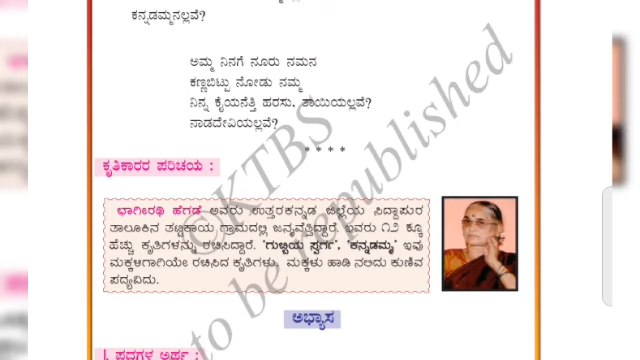 ಕನ್ನಡಮ್ಮನಲ್ಲವೆ?
ಅಮ್ಮ ನಿನಗೆ ನೂರು ನಮನ
ಕಣ್ಣಬಿಟ್ಟು ನೋಡು ನಮ್ಮ
ನಿನ್ನ ಕೈಯನೆತ್ತಿ ಹರಸು, ತಾಯಿಯಲ್ಲವೆ?
ನಾಡದೇವಿಯಲ್ಲವೆ?
* * * *
ಕೃತಿಕಾರರ ಪರಿಚಯ :
ಭಾಗೀರಥಿ ಹೆಗಡೆ ಅವರು ಉತ್ತರಕನ್ನಡ ಜಿಲ್ಲೆಯ ಸಿದ್ದಾಪುರ
ತಾಲೂಕಿನ ತಟ್ಟಿಕಾಯ ಗ್ರಾಮದಲ್ಲಿ ಜನ್ಮವೆತ್ತಿದ್ದಾರೆ. ಇವರು ೧೨ ಕ್ಕೂ
ಹೆಚ್ಚು ಕೃತಿಗಳನ್ನು ರಚಿಸಿದ್ದಾರೆ. 'ಗುಬ್ಬಿಯ ಸ್ವರ್ಗ', 'ಕನ್ನಡಮ್ಮ' ಇವು
ಮಕ್ಕಳಿಗಾಗಿಯೇ ರಚಿಸಿದ ಕೃತಿಗಳು. ಮಕ್ಕಳು ಹಾಡಿ ನಲಿದು ಕುಣಿವ
ಪದ್ಯವಿದು.
ಅಭ್ಯಾಸ
I. ಪದಗಳ ಅರ್ಥ :
©KTBS
to be republished